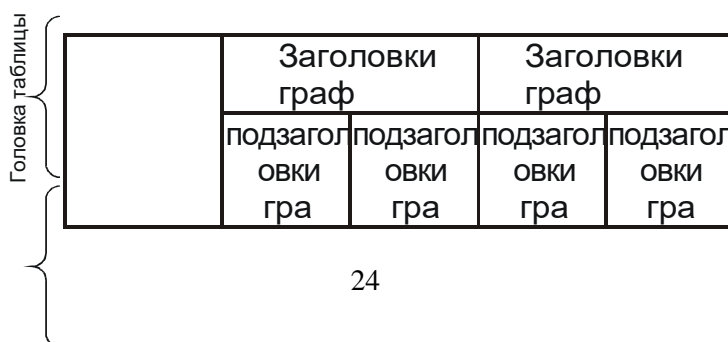 Головка таблицы
Заголовки Заголовки
граф граф
подзагол подзагол подзагол подзагол
овки овки овки овки
гра гра гра гра
24